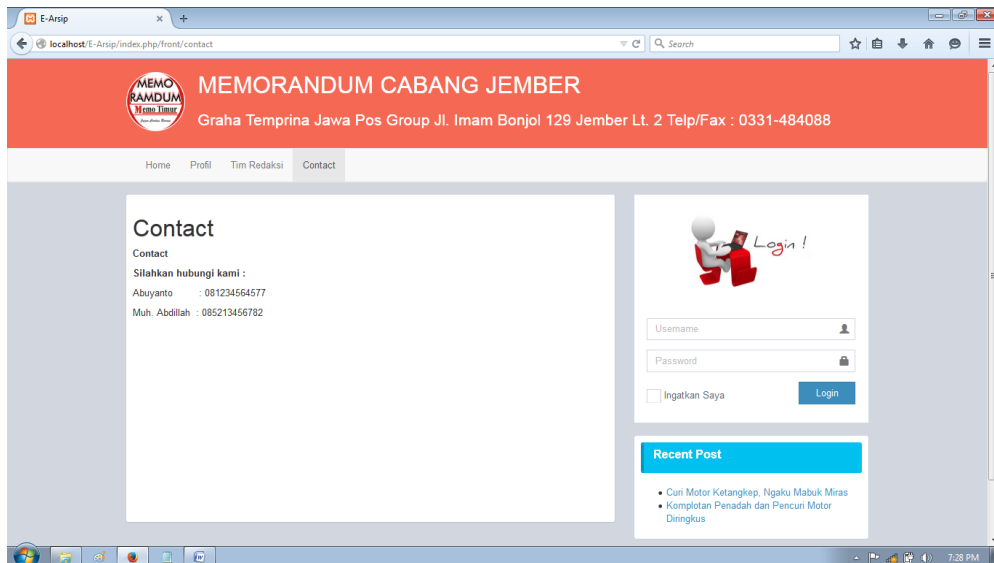 E-Arsip
localhost/E-Arsip/index.php/front/contact
Search
MEMO
RAMDUM
Memo Timur
MEMORANDUM CABANG JEMBER
Graha Temprina Jawa Pos Group Jl. Imam Bonjol 129 Jember Lt. 2 Telp/Fax : 0331-484088
Home Profil Tim Redaksi Contact
Contact
Contact
Silahkan hubungi kami :
Abuyanto : 081234564577
Muh. Abdillah : 085213456782
Login !
Username
Password
Ingatkan Saya
Login
Recent Post
Curi Motor Ketangkep, Ngaku Mabuk Miras
Komplotan Penadah dan Pencuri Motor
Diringkus
7:28 PM